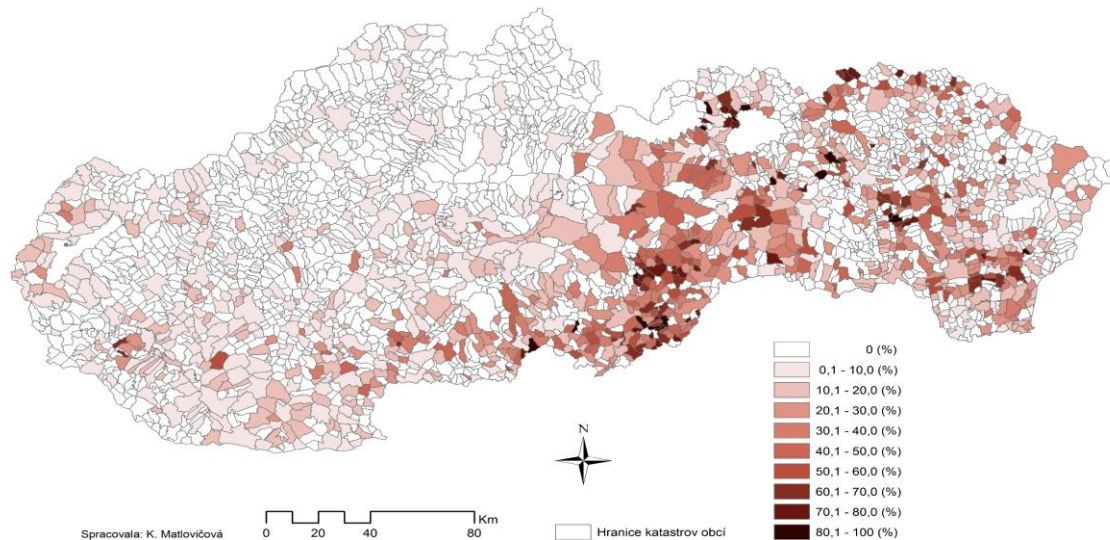 0 (%)
0,1 - 10,0 (%)
10,1 - 20,0 (%)
20,1 - 30,0 (%)
30,1 - 40,0 (%)
40,1 - 50,0 (%)
50,1 - 60,0 (%)
60,1 - 70,0 (%)
70,1 - 80,0 (%)
80,1 - 100 (%)
N
Km
0 20 40 80
Spracovala: K. Matlovičová
Hranice katastrov obcí